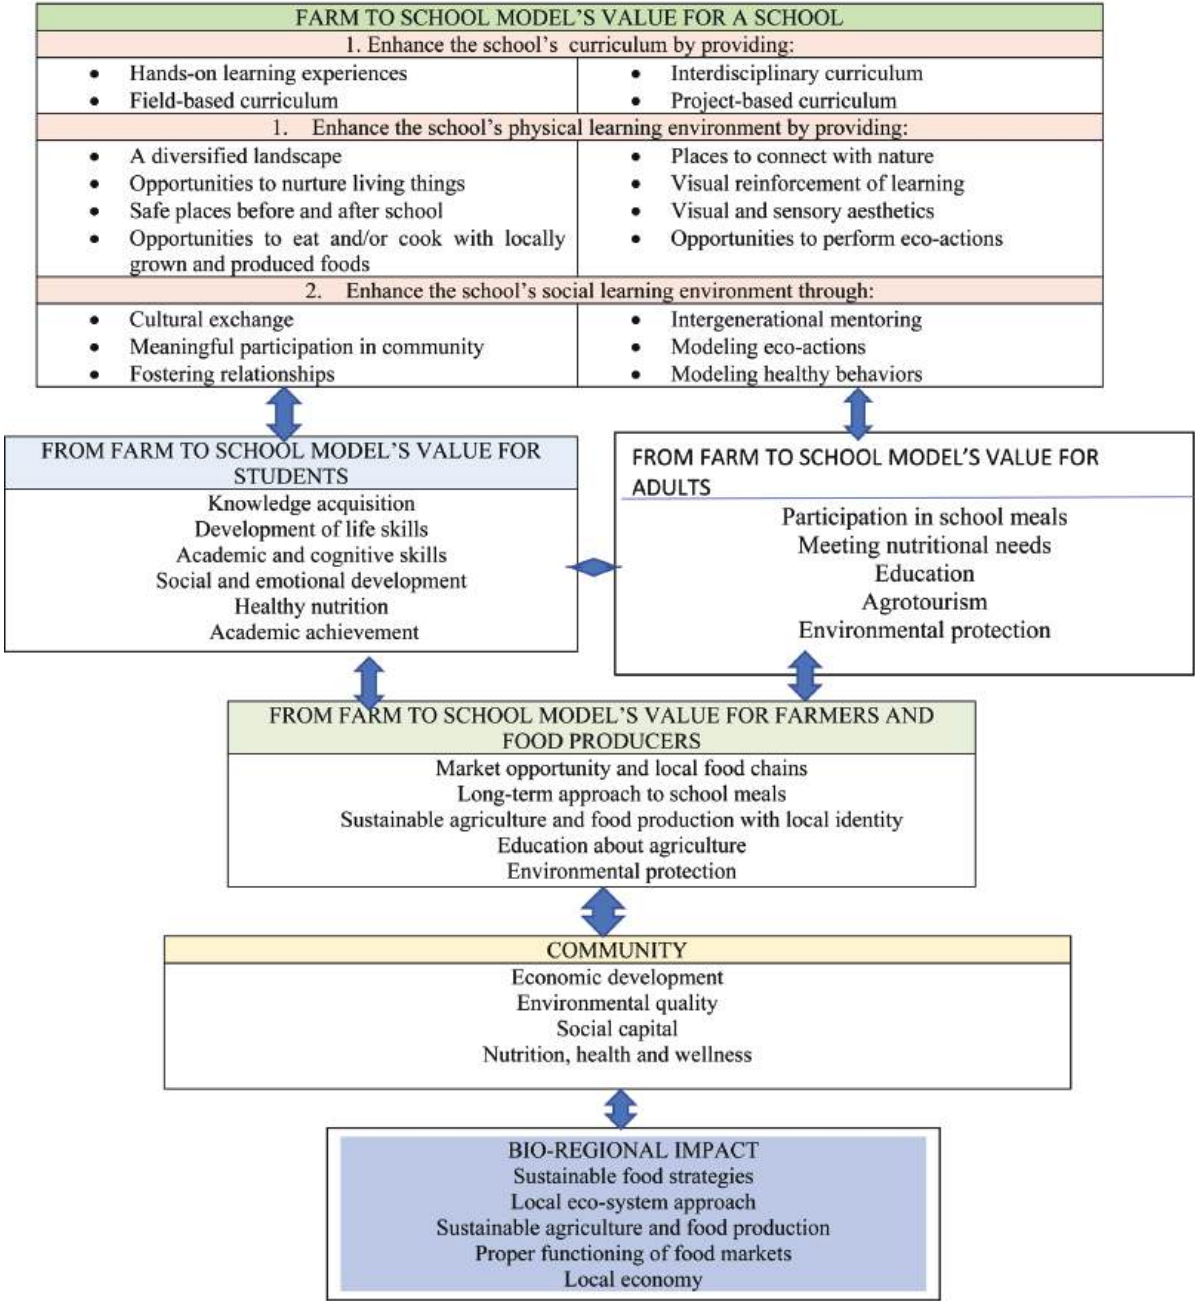 FARM TO SCHOOL MODEL'S VALUE FOR A SCHOOL
1. Enhance the school's curriculum by providing:
• Hands-on learning experiences
• Field-based curriculum
• Interdisciplinary curriculum
• Project-based curriculum
1. Enhance the school's physical learning environment by providing:
• A diversified landscape
• Opportunities to nurture living things
• Safe places before and after school
• Opportunities to eat and/or cook with locally
grown and produced foods
• Places to connect with nature
• Visual reinforcement of learning
• Visual and sensory aesthetics
• Opportunities to perform eco-actions
2. Enhance the school's social learning environment through:
• Cultural exchange
• Meaningful participation in community
• Fostering relationships
• Intergenerational mentoring
• Modeling eco-actions
• Modeling healthy behaviors
FROM FARM TO SCHOOL MODEL'S VALUE FOR
STUDENTS
Knowledge acquisition
Development of life skills
Academic and cognitive skills
Social and emotional development
Healthy nutrition
Academic achievement
FROM FARM TO SCHOOL MODEL'S VALUE FOR
ADULTS
Participation in school meals
Meeting nutritional needs
Education
Agrotourism
Environmental protection
FROM FARM TO SCHOOL MODEL'S VALUE FOR FARMERS AND
FOOD PRODUCERS
Market opportunity and local food chains
Long-term approach to school meals
Sustainable agriculture and food production with local identity
Education about agriculture
Environmental protection
COMMUNITY
Economic development
Environmental quality
Social capital
Nutrition, health and wellness
BIO-REGIONAL IMPACT
Sustainable food strategies
Local eco-system approach
Sustainable agriculture and food production
Proper functioning of food markets
Local economy